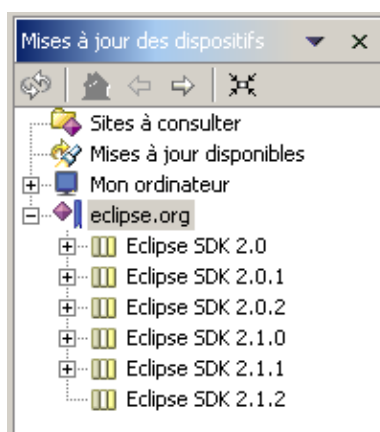 Mises à jour des dispositifs
Sites à consulter
Mises à jour disponibles
Mon ordinateur
eclipse.org
Eclipse SDK 2.0
Eclipse SDK 2.0.1
Eclipse SDK 2.0.2
Eclipse SDK 2.1.0
Eclipse SDK 2.1.1
Eclipse SDK 2.1.2